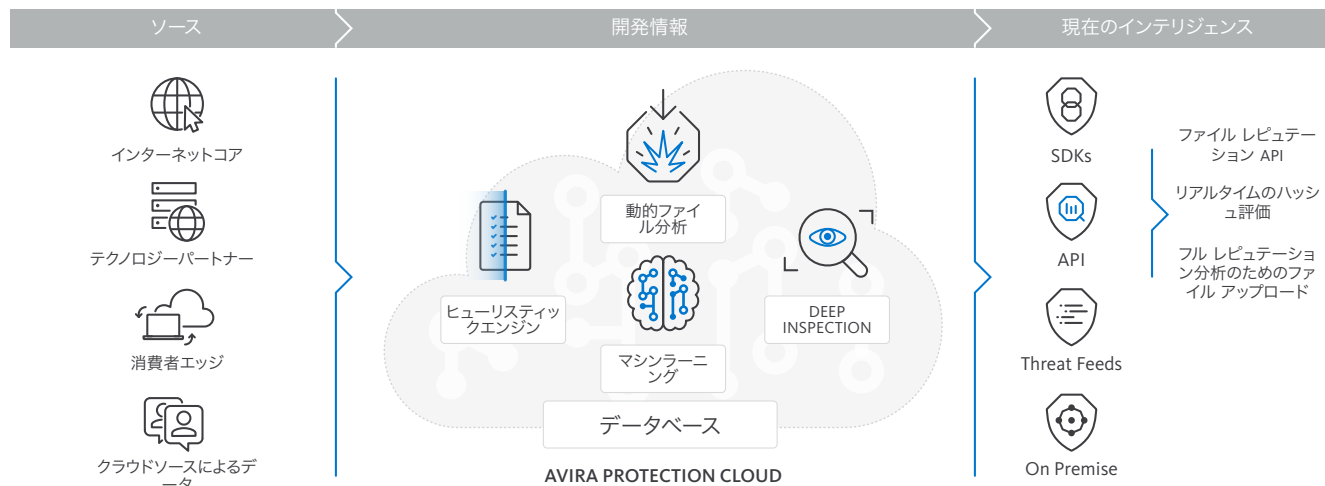 ソース
開発情報
現在のインテリジェンス
インターネットコア
テクノロジーパートナー
消費者エッジ
クラウドソースによるデ
ータ
動的ファイ
ル分析
ヒューリスティッ
クエンジン
DEEP
INSPECTION
マシンラーニ
ング
データベース
AVIRA PROTECTION CLOUD
SDKs
API
Threat Feeds
On Premise
ファイル レピュテー
ション API
リアルタイムのハッシ
ュ評価
フル レピュテーショ
ン分析のためのファ
イル アップロード